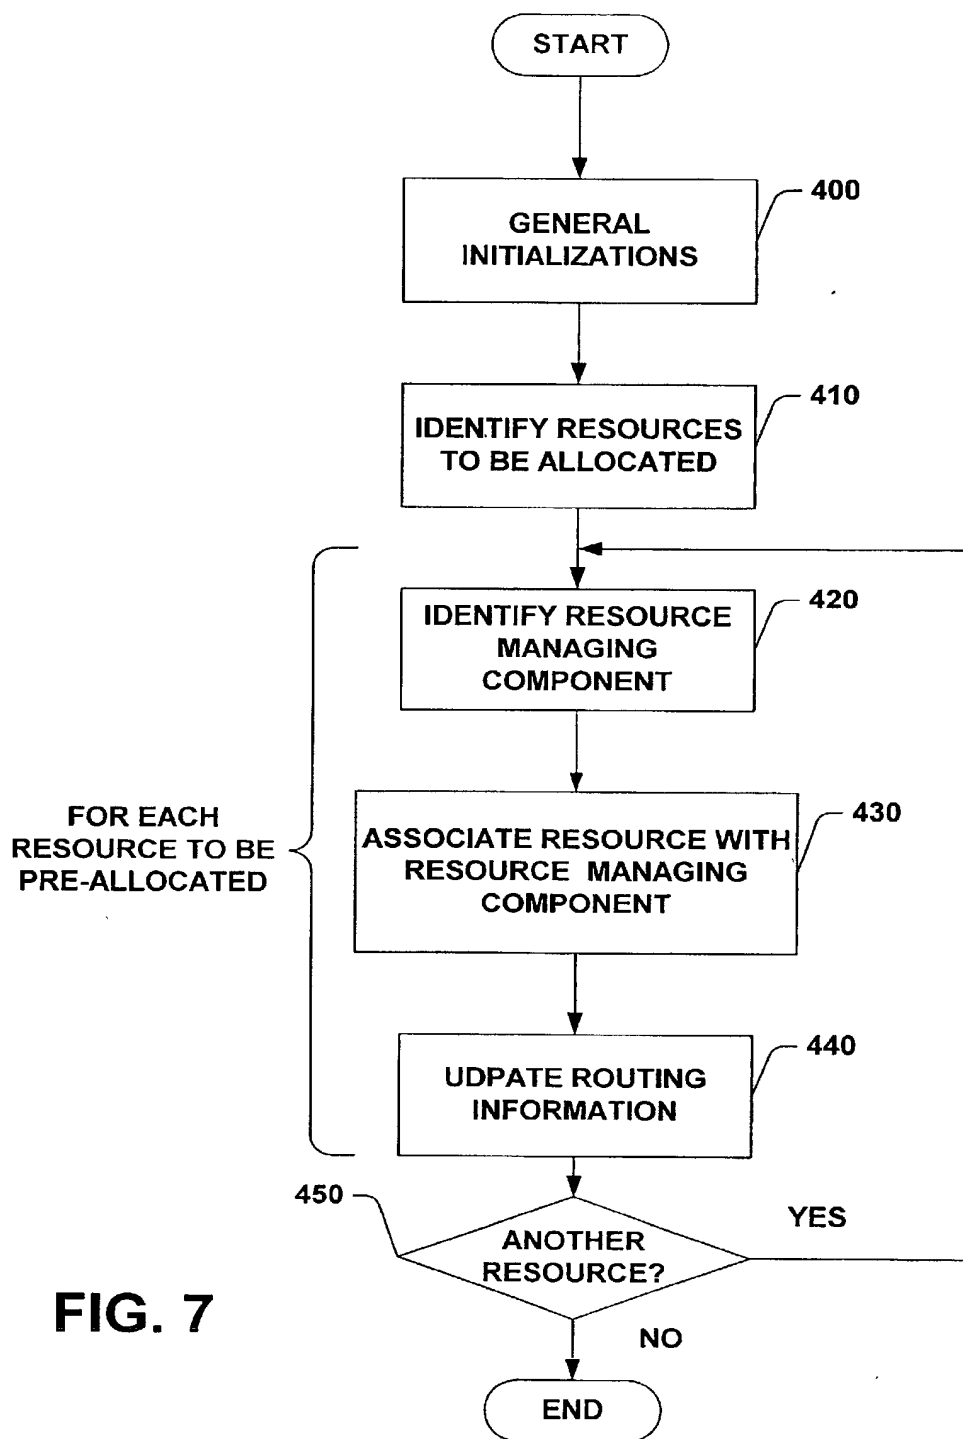 START
400
GENERAL
INITIALIZATIONS
410
IDENTIFY RESOURCES
TO BE ALLOCATED
420
IDENTIFY RESOURCE
MANAGING
COMPONENT
FOR EACH
RESOURCE TO BE
PRE-ALLOCATED
430
ASSOCIATE RESOURCE WITH
RESOURCE MANAGING
COMPONENT
440
UDPATE ROUTING
INFORMATION
450
ANOTHER
RESOURCE?
YES
NO
END
FIG. 7